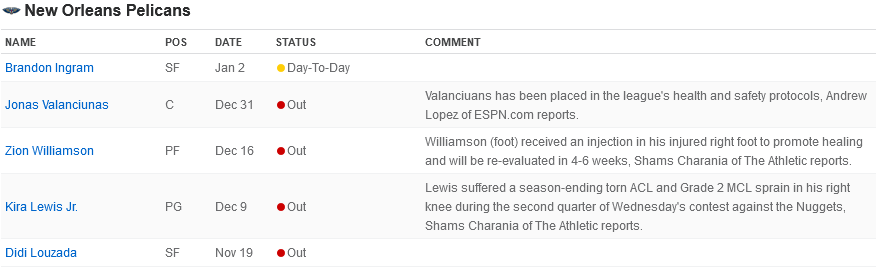 New Orleans Pelicans
NAME POS DATE STATUS COMMENT
Brandon Ingram SF Jan 2 Day-To-Day
Jonas Valanciunas C Dec 31 Out Valanciuans has been placed in the league's health and safety protocols, Andrew
Lopez of ESPN.com reports.
Zion Williamson PF Dec 16 Out Williamson (foot) received an injection in his injured right foot to promote healing
and will be re-evaluated in 4-6 weeks, Shams Charania of The Athletic reports.
Kira Lewis Jr. PG Dec 9 Out Lewis suffered a season-ending torn ACL and Grade 2 MCL sprain in his right
knee during the second quarter of Wednesday's contest against the Nuggets,
Shams Charania of The Athletic reports.
Didi Louzada SF Nov 19 Out